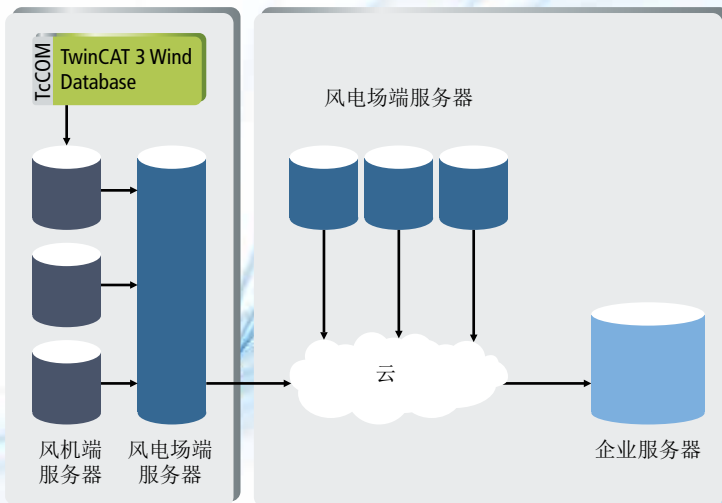 TcCOM
TwinCAT 3 Wind
Database
风电场端服务器
云
风机端
服务器
风电场端
服务器
企业服务器